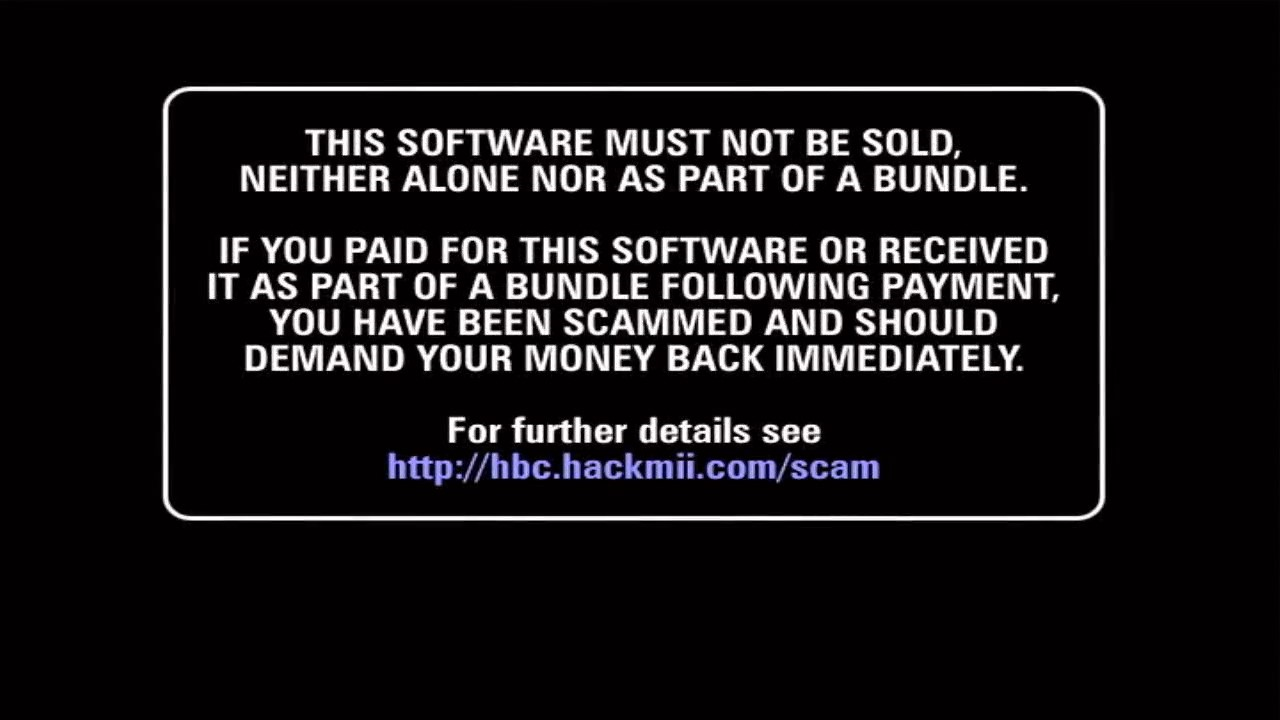 THIS SOFTWARE MUST NOT BE SOLD,
NEITHER ALONE NOR AS PART OF A BUNDLE.
IF YOU PAID FOR THIS SOFTWARE OR RECEIVED
IT AS PART OF A BUNDLE FOLLOWING PAYMENT,
YOU HAVE BEEN SCAMMED AND SHOULD
DEMAND YOUR MONEY BACK IMMEDIATELY.
For further details see
http://hbc.hackmii.com/scam